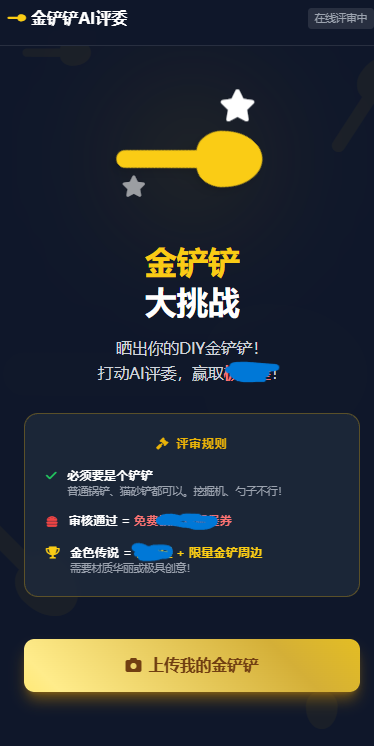 金铲铲AI评委
在线评审中
金铲铲
大挑战
晒出你的DIY金铲铲！
打动AI评委，赢取！
评审规则
必须要是个铲铲
普通锅铲、猫砂铲都可以。挖掘机、勺子不行！
审核通过 = 免费券
金色传说 = + 限量金铲周边
需要材质华丽或极具创意！
上传我的金铲铲